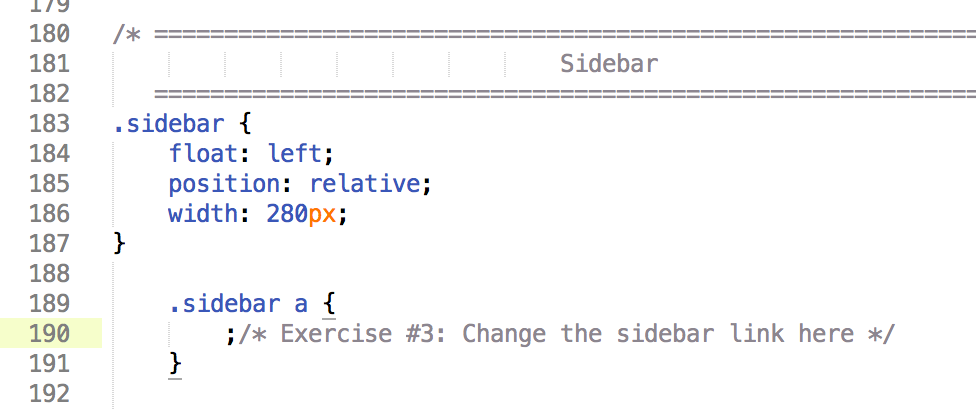 179
180 /* ============================================================
181 Sidebar
182 ============================================================
183 .sidebar {
184 float: left;
185 position: relative;
186 width: 280px;
187 }
188
189 .sidebar a {
190 ;/* Exercise #3: Change the sidebar link here */
191 }
192